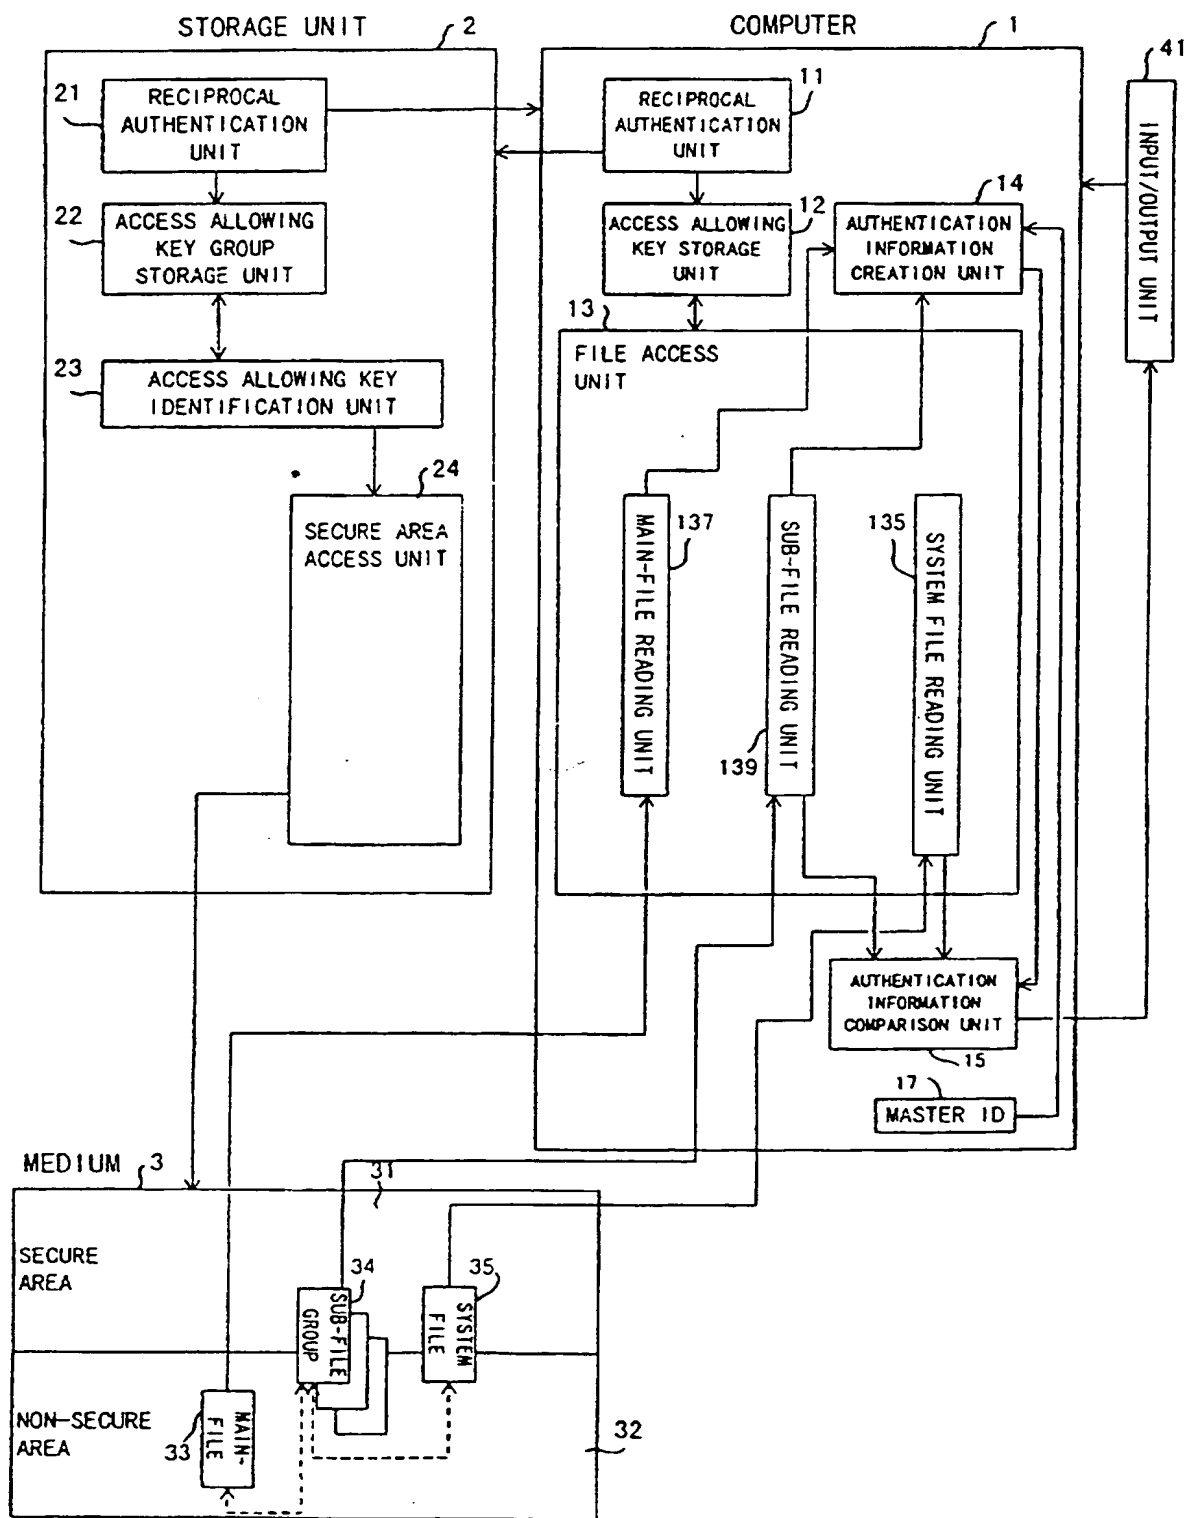 STORAGE UNIT
2
21
RECIPROCAL
AUTHENTICATION
UNIT
22
ACCESS ALLOWING
KEY GROUP
STORAGE UNIT
23
ACCESS ALLOWING KEY
IDENTIFICATION UNIT
24
SECURE AREA
ACCESS UNIT
COMPUTER
1
11
RECIPROCAL
AUTHENTICATION
UNIT
12
ACCESS ALLOWING
KEY STORAGE
UNIT
14
AUTHENTICATION
INFORMATION
CREATION UNIT
13
FILE ACCESS
UNIT
MAIN-FILE READING UNIT
137
SUB-FILE READING UNIT
139
135
SYSTEM FILE READING UNIT
AUTHENTICATION
INFORMATION
COMPARISON UNIT
15
17
MASTER ID
41
INPUT/OUTPUT UNIT
MEDIUM
3
31
SECURE
AREA
34
SUB-FILE
GROUP
35
SYSTEM
FILE
NON-SECURE
AREA
33
MAIN-
FILE
32